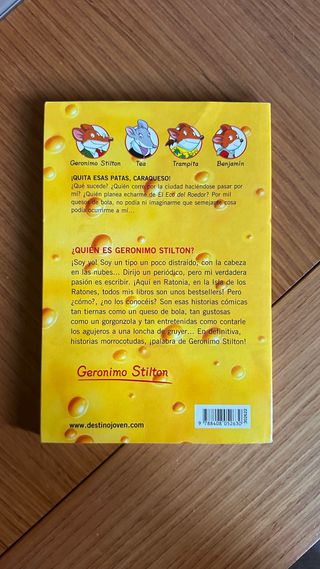 Geronimo Stilton Tea Trampita Benjamín
¡QUITA ESAS PATAS, CARAQUESO!
¿Qué sucede? ¿Quién corre por la ciudad haciéndose pasar por
mí? ¿Quién planea echarme de El Eco del Roedor? Por mil
quesos de bola, no podía ni imaginarme que semejante cosa
podía ocurrirme a mí...
¿QUIÉN ES GERONIMO STILTON?
¡Soy yo! Soy un tipo un poco distraído, con la cabeza
en las nubes... Dirijo un periódico, pero mi verdadera
pasión es escribir. ¡Aquí en Ratonia, en la Isla de los
Ratones, todos mis libros son unos bestsellers! Pero
¿cómo?, ¿no los conocéis? Son esas historias cómicas
tan tiernas como un queso de bola, tan gustosas
como un gorgonzola y tan entretenidas como contarle
los agujeros a una loncha de gruyer... En definitiva,
historias morrocotudas, ¡palabra de Geronimo Stilton!
Geronimo Stilton
www.destinojoven.com
9 788408 052630